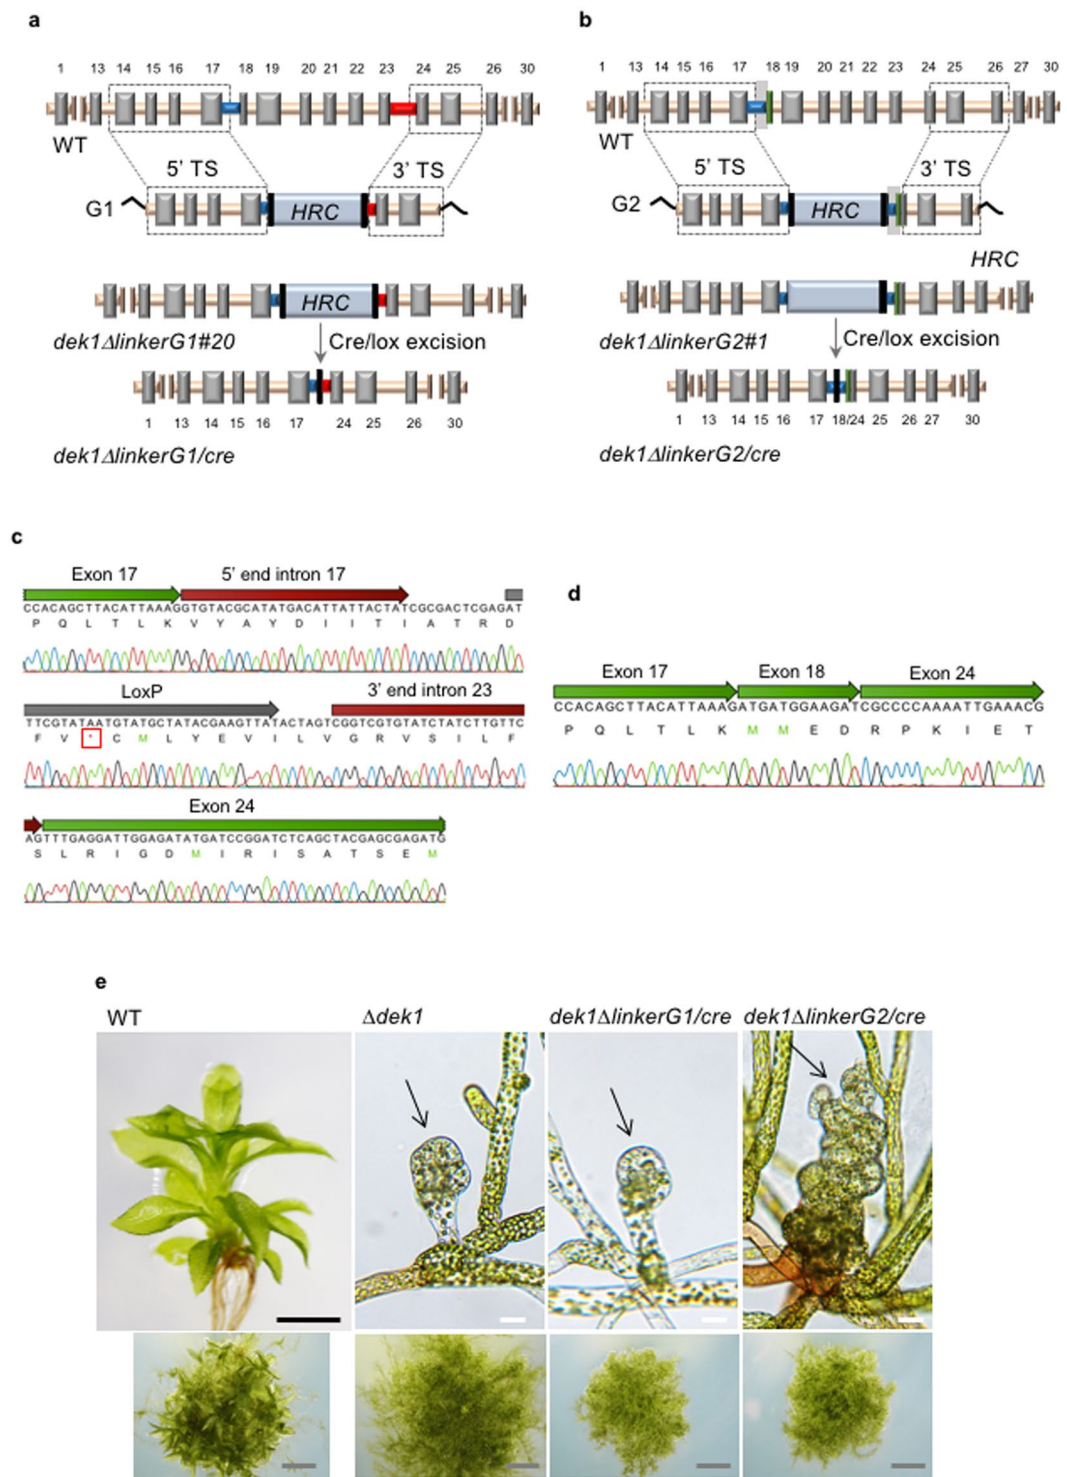 a
1 13 14 15 16 17 18 19 20 21 22 23 24 25 26 30
WT
5' TS
3' TS
G1
HRC
HRC
dek1ΔlinkerG1#20
Cre/lox excision
1 13 14 15 16 17 24 25 26 30
dek1ΔlinkerG1/cre
b
1 13 14 15 16 17 18 19 20 21 22 23 24 25 26 27 30
WT
5' TS
3' TS
G2
HRC
HRC
dek1ΔlinkerG2#1
Cre/lox excision
1 13 14 15 16 17 18/24 25 26 27 30
dek1ΔlinkerG2/cre
c
Exon 17 5' end intron 17
CCACAGCTTACATTAAAGGTGTACGCATATGACATTATTACTATCGCGACTCGAGAT
P Q L T L K V Y A Y D I I T I A T R D
LoxP 3' end intron 23
TTCGTATAATGTATGCTATACGAAGTTATACTAGTCGGTCGTGTATCTATCTTGTTC
F V * C M L Y E V I L V G R V S I L F
Exon 24
AGTTTGAGGATTGGAGATATGATCCGGATCTCAGCTACGAGCGAGATG
S L R I G D M I R I S A T S E M
d
Exon 17 Exon 18 Exon 24
CCACAGCTTACATTAAAGATGATGGAAGATCGCCCCAAAATTGAAACG
P Q L T L K M M E D R P K I E T
e
WT Δdek1 dek1ΔlinkerG1/cre dek1ΔlinkerG2/cre